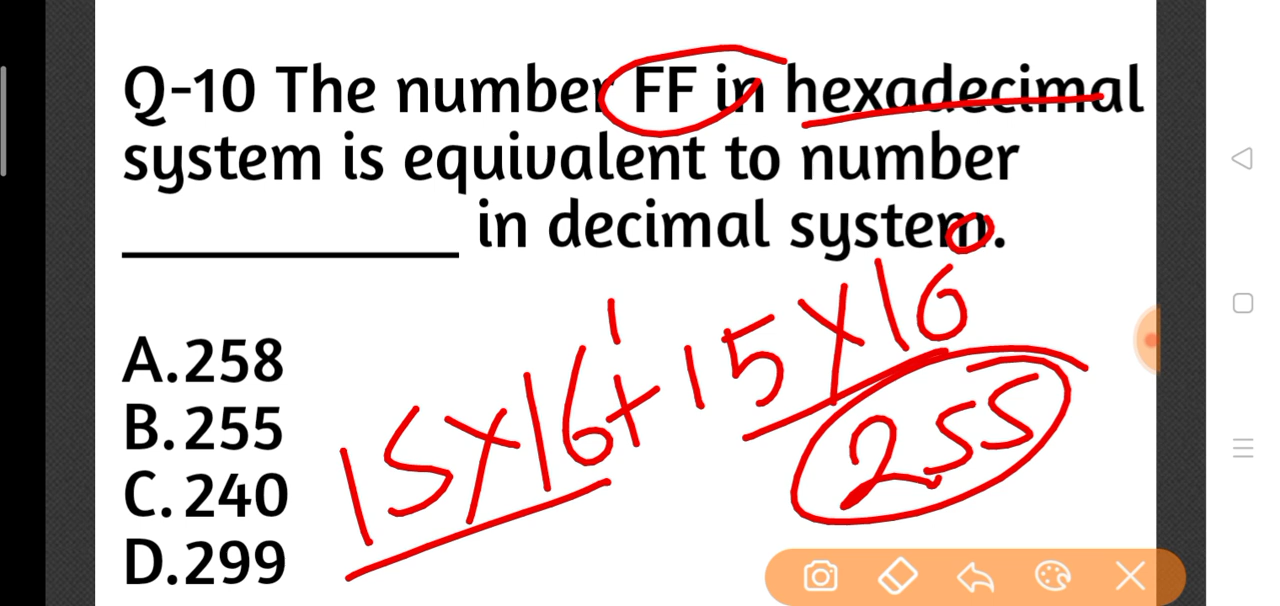 Q-10 The number FF in hexadecimal
system is equivalent to number
____________ in decimal system.
A.258
B.255
C.240
D.299
15×16¹+15×16⁰
255